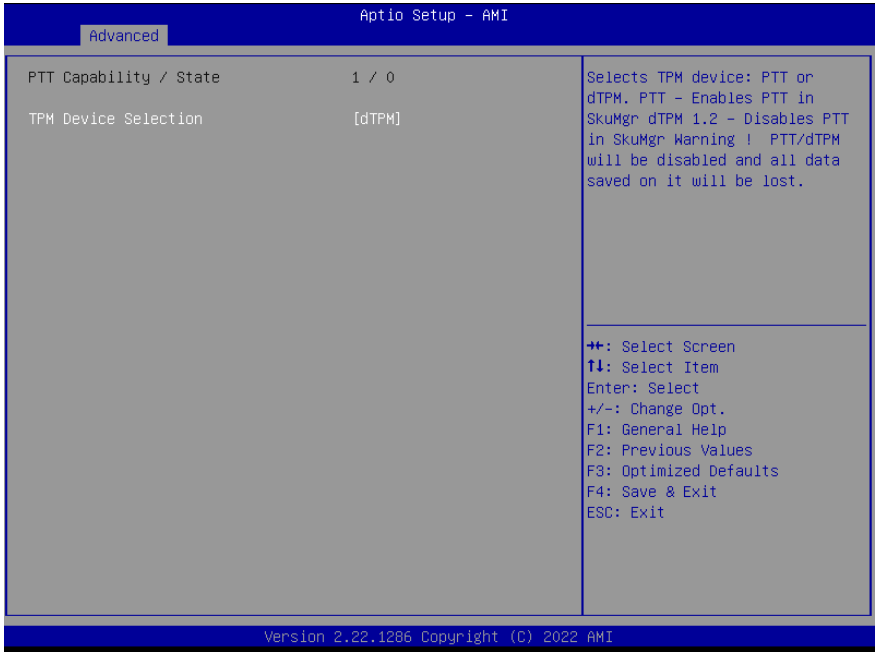 Aptio Setup – AMI
Advanced
PTT Capability / State 1 / 0
TPM Device Selection [dTPM]
Selects TPM device: PTT or
dTPM. PTT – Enables PTT in
SkuMgr dTPM 1.2 – Disables PTT
in SkuMgr Warning ! PTT/dTPM
will be disabled and all data
saved on it will be lost.
→←: Select Screen
↑↓: Select Item
Enter: Select
+/-: Change Opt.
F1: General Help
F2: Previous Values
F3: Optimized Defaults
F4: Save & Exit
ESC: Exit
Version 2.22.1286 Copyright (C) 2022 AMI